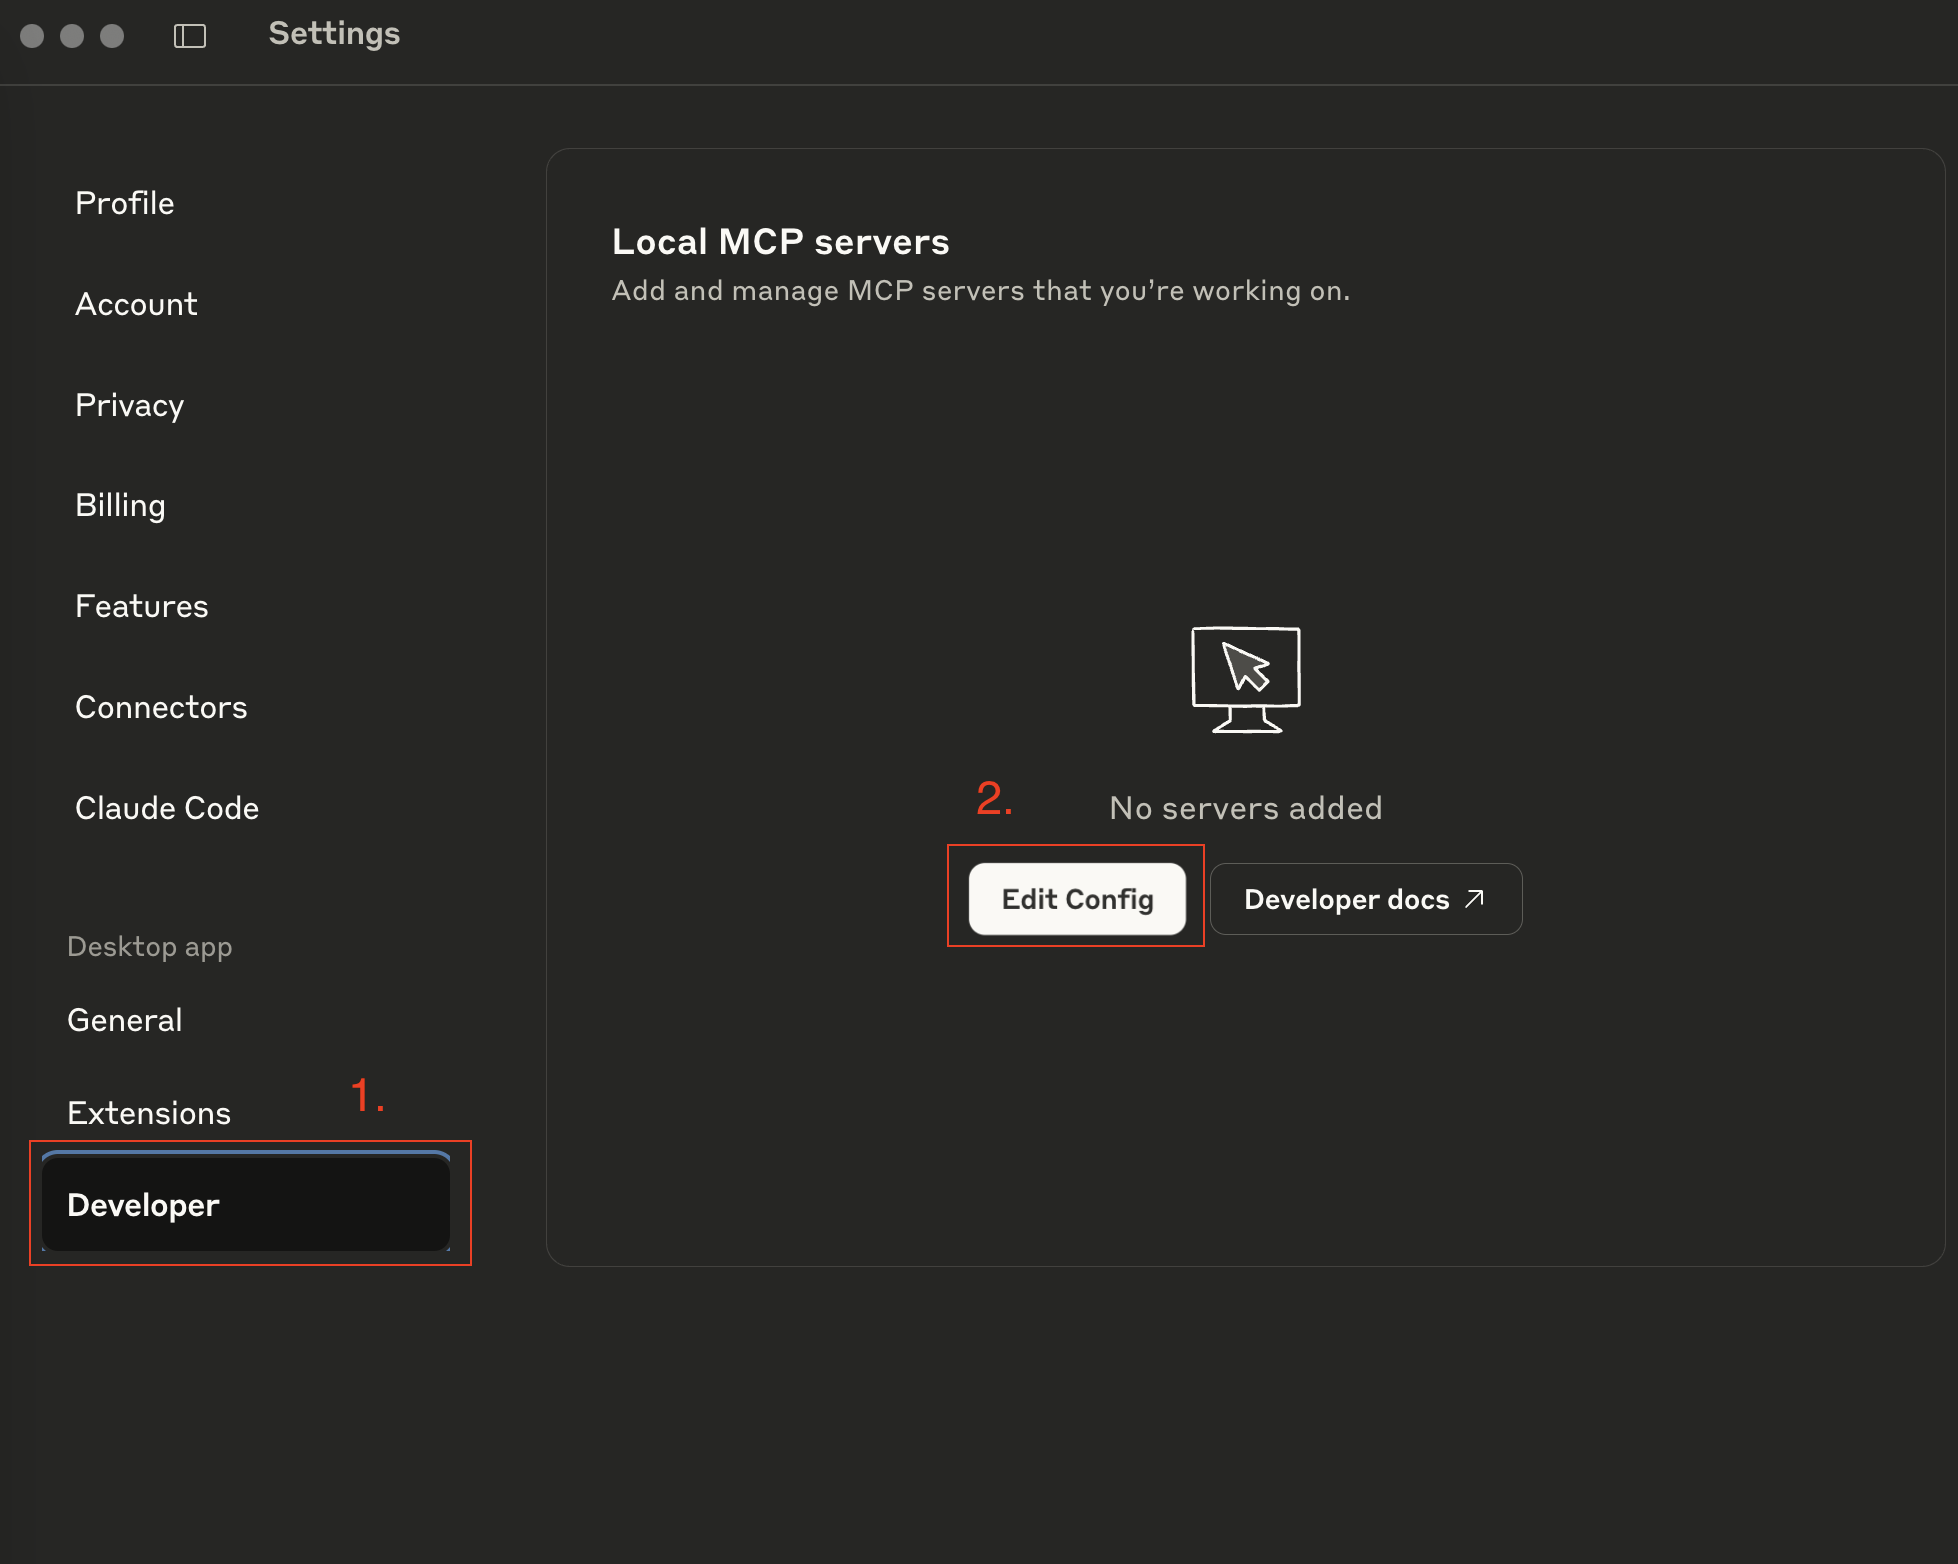 Settings
Profile
Account
Privacy
Billing
Features
Connectors
Claude Code
Desktop app
General
Extensions
1.
Developer
Local MCP servers
Add and manage MCP servers that you’re working on.
2.
No servers added
Edit Config
Developer docs